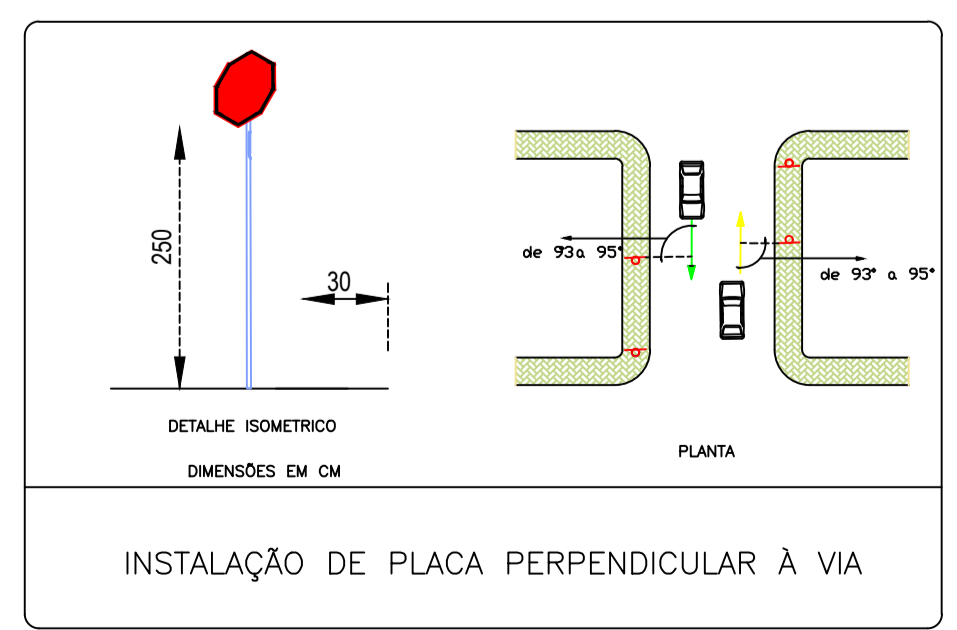 250
30
DETALHE ISOMETRICO
DIMENSÕES EM CM
de 93a 95°
de 93° a 95°
PLANTA
INSTALAÇÃO DE PLACA PERPENDICULAR À VIA